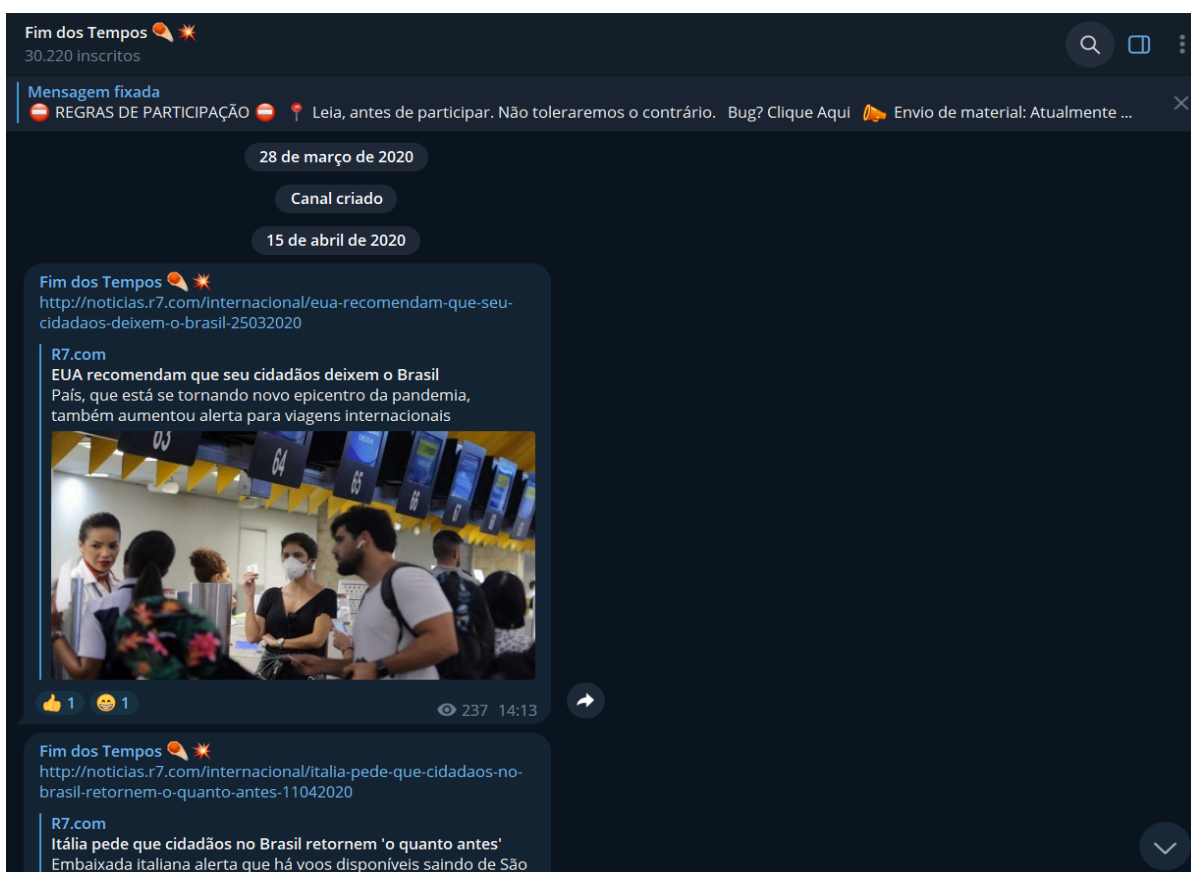 Fim dos Tempos
30.220 inscritos
Mensagem fixada
REGRAS DE PARTICIPAÇÃO Leia, antes de participar. Não toleraremos o contrário. Bug? Clique Aqui Envio de material: Atualmente ...
28 de março de 2020
Canal criado
15 de abril de 2020
Fim dos Tempos
http://noticias.r7.com/internacional/eua-recomendam-que-seu-
cidadaos-deixem-o-brasil-25032020
R7.com
EUA recomendam que seu cidadãos deixem o Brasil
País, que está se tornando novo epicentro da pandemia,
também aumentou alerta para viagens internacionais
63
64
65
66
67
68
1
1
237 14:13
Fim dos Tempos
http://noticias.r7.com/internacional/italia-pede-que-cidadaos-no-
brasil-retornem-o-quanto-antes-11042020
R7.com
Itália pede que cidadãos no Brasil retornem 'o quanto antes'
Embaixada italiana alerta que há voos disponíveis saindo de São